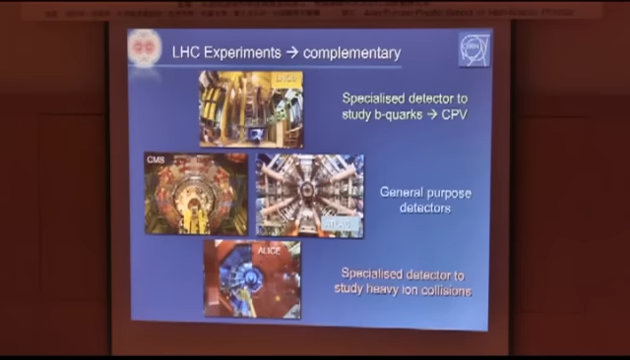 LHC Experiments → complementary
LHCb
Specialised detector to
study b-quarks → CPV
CMS
ATLAS
General purpose
detectors
ALICE
Specialised detector to
study heavy ion collisions